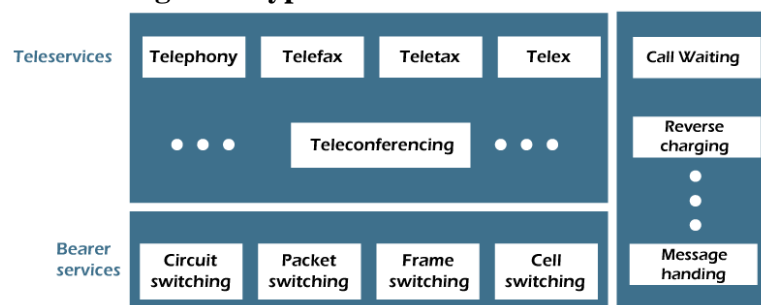 Teleservices
Telephony
Telefax
Teletax
Telex
Teleconferencing
Bearer
services
Circuit
switching
Packet
switching
Frame
switching
Cell
switching
Call Waiting
Reverse
charging
Message
handing